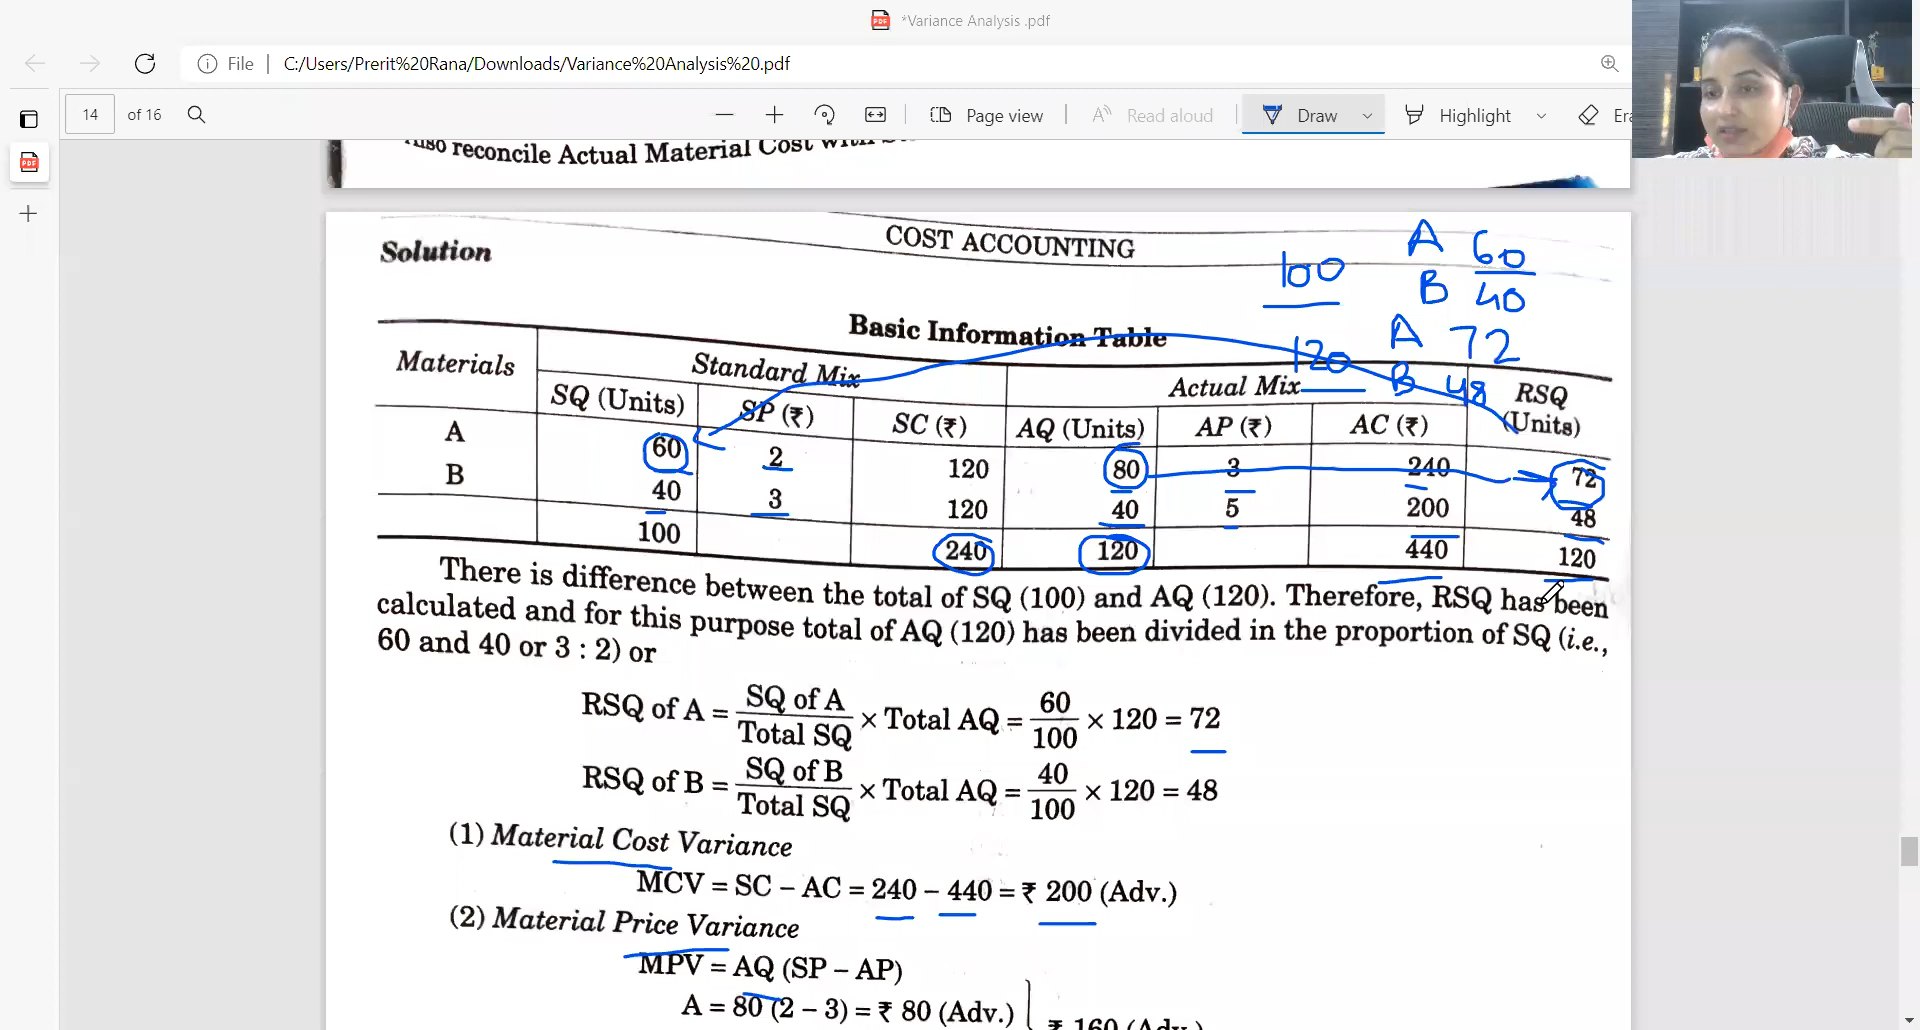 *Variance Analysis .pdf
File | C:/Users/Prerit%20Rana/Downloads/Variance%20Analysis%20.pdf
14 of 16 Page view Read aloud Draw Highlight
reconcile Actual Material Cost
Solution
COST ACCOUNTING
100 A 60
B 40
120 A 72
B 48
Basic Information Table
Materials Standard Mix Actual Mix RSQ (Units)
SQ (Units) SP (₹) SC (₹) AQ (Units) AP (₹) AC (₹)
A 60 2 120 80 3 240 72
B 40 3 120 40 5 200 48
100 240 120 440 120
There is difference between the total of SQ (100) and AQ (120). Therefore, RSQ has been
calculated and for this purpose total of AQ (120) has been divided in the proportion of SQ (i.e.,
60 and 40 or 3 : 2) or
RSQ of A = SQ of A / Total SQ × Total AQ = 60 / 100 × 120 = 72
RSQ of B = SQ of B / Total SQ × Total AQ = 40 / 100 × 120 = 48
(1) Material Cost Variance
MCV = SC – AC = 240 – 440 = ₹ 200 (Adv.)
(2) Material Price Variance
MPV = AQ (SP – AP)
A = 80 (2 – 3) = ₹ 80 (Adv.)
₹ 160 (Adv.)